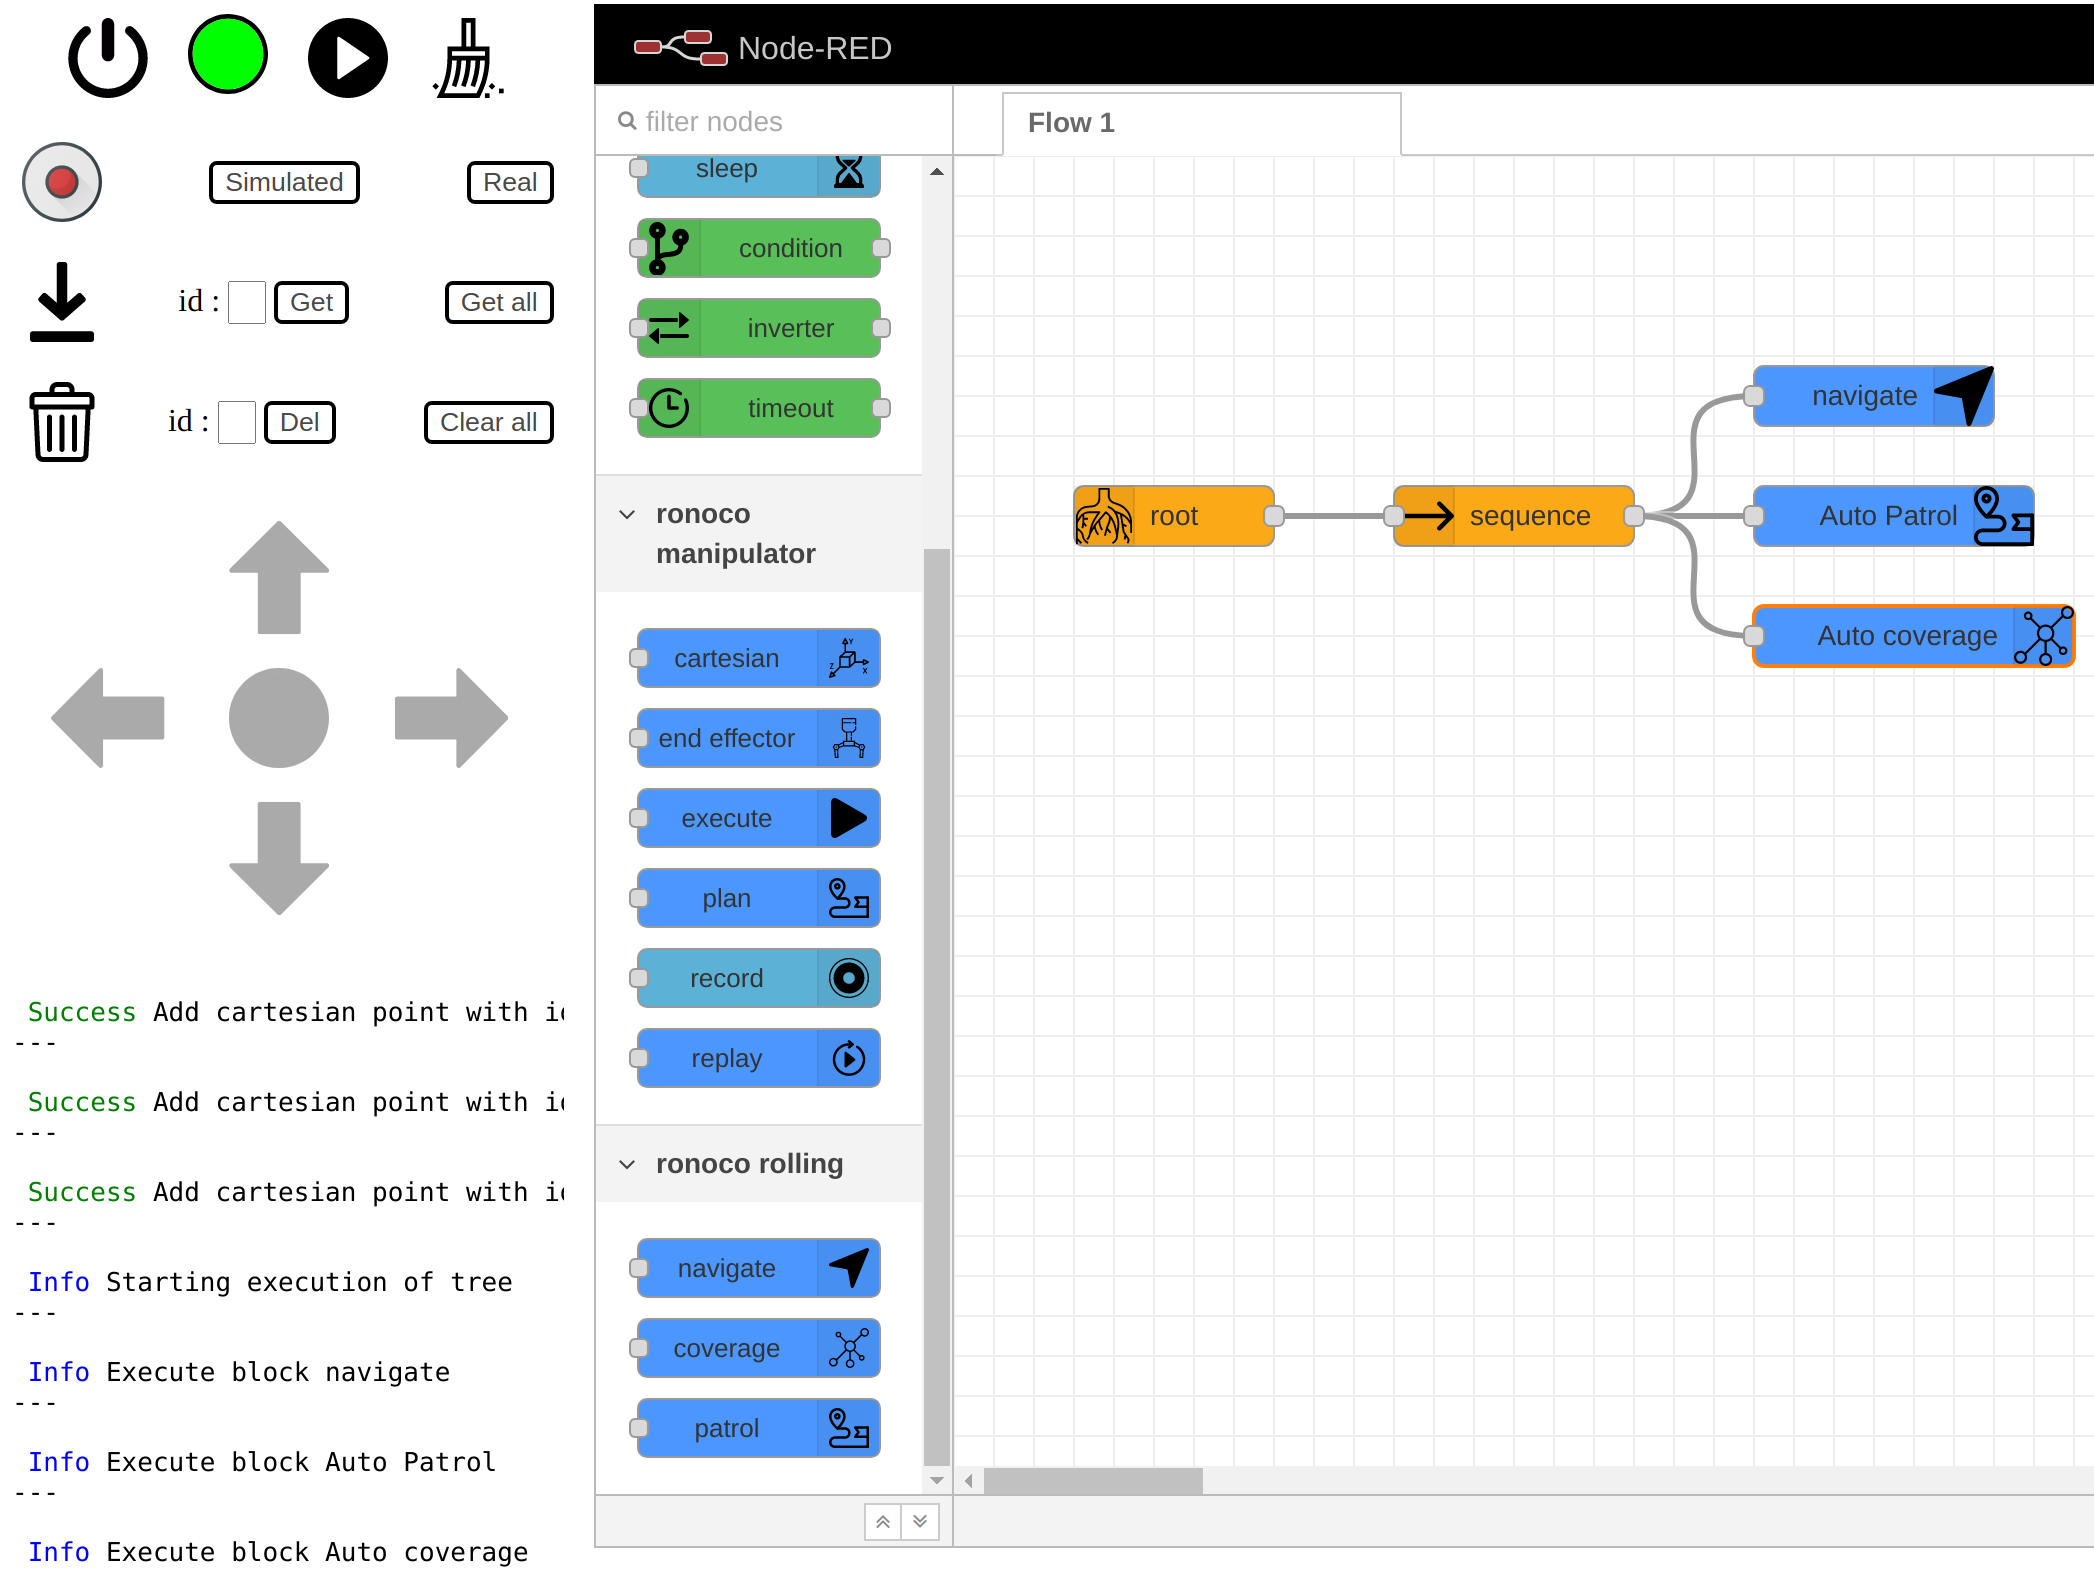 Simulated
Real
id :
Get
Get all
id :
Del
Clear all
Success Add cartesian point with
---
Success Add cartesian point with
---
Success Add cartesian point with
---
Info Starting execution of tree
---
Info Execute block navigate
---
Info Execute block Auto Patrol
---
Info Execute block Auto coverage
Node-RED
filter nodes
sleep
condition
inverter
timeout
ronoco
manipulator
cartesian
Y
Z
X
end effector
execute
plan
record
replay
ronoco rolling
navigate
coverage
patrol
Flow 1
root
sequence
navigate
Auto Patrol
Auto coverage